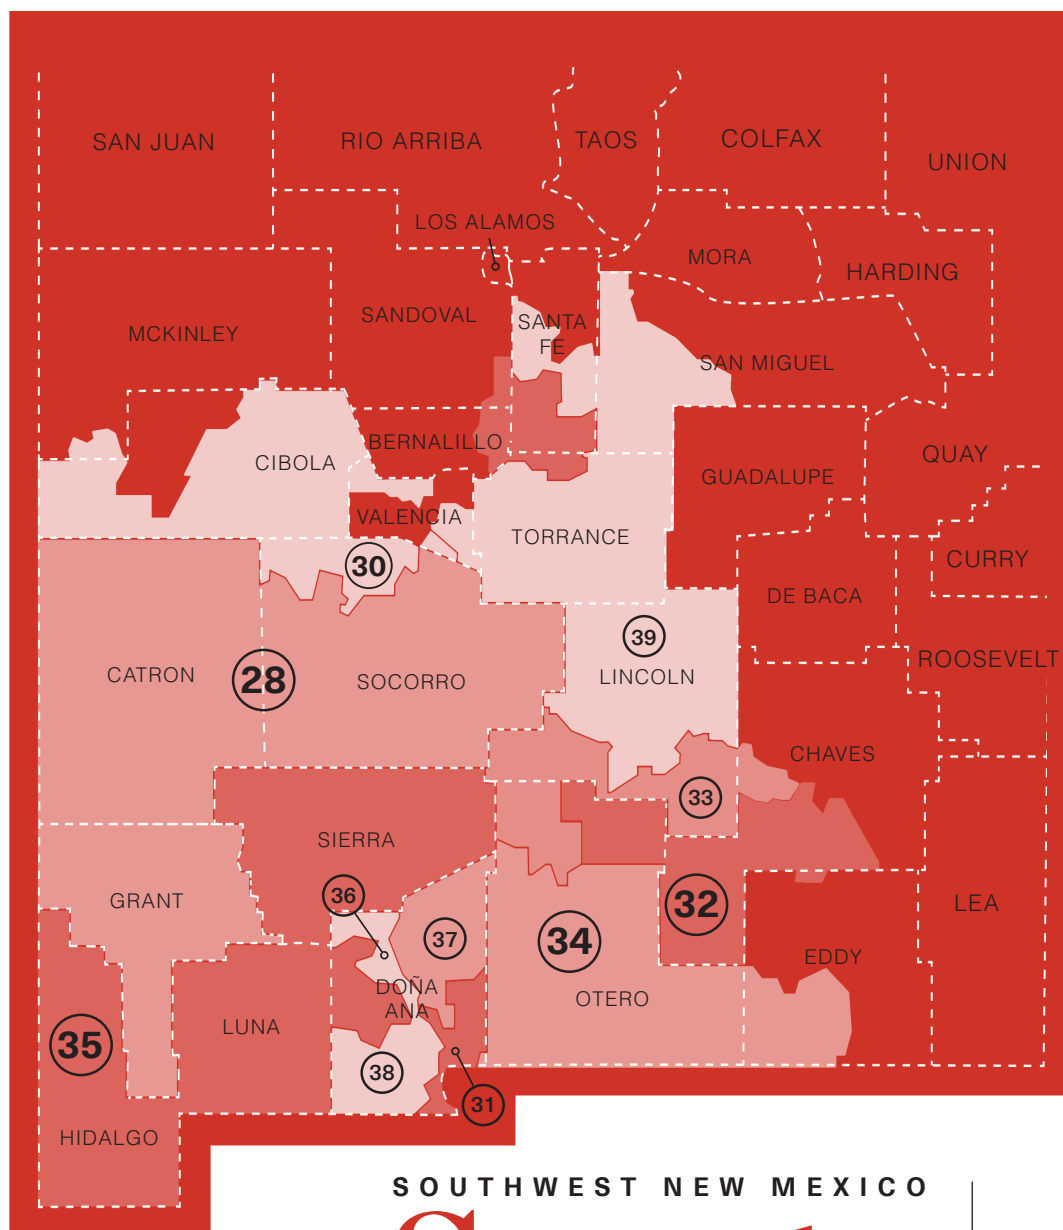 SAN JUAN
RIO ARRIBA
TAOS
COLFAX
UNION
LOS ALAMOS
MORA
HARDING
MCKINLEY
SANDOVAL
SANTA
FE
SAN MIGUEL
CIBOLA
BERNALILLO
GUADALUPE
QUAY
VALENCIA
TORRANCE
30
CURRY
DE BACA
39
CATRON
28
SOCORRO
LINCOLN
ROOSEVELT
CHAVES
33
SIERRA
36
GRANT
37
34
32
LEA
EDDY
DOÑA
ANA
OTERO
LUNA
35
38
31
HIDALGO
SOUTHWEST NEW MEXICO